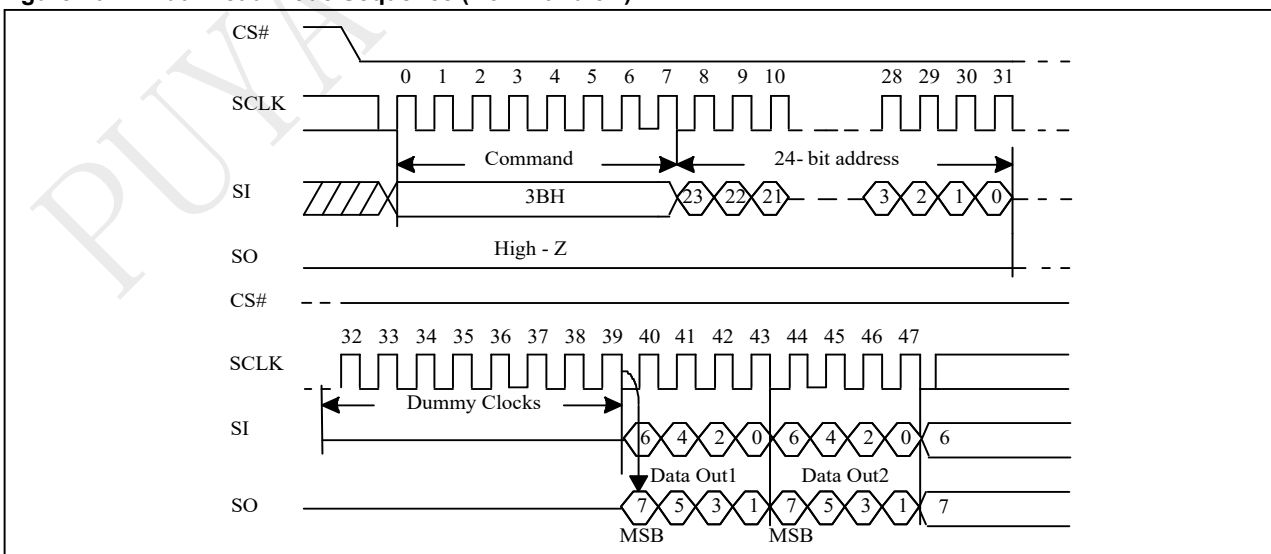 PUYA
CS#
0 1 2 3 4 5 6 7 8 9 10 28 29 30 31
SCLK
Command 24- bit address
SI 3BH 23 22 21 3 2 1 0
High - Z
SO
CS#
32 33 34 35 36 37 38 39 40 41 42 43 44 45 46 47
SCLK
Dummy Clocks
SI 6 4 2 0 6 4 2 0 6
Data Out1 Data Out2
SO 7 5 3 1 7 5 3 1 7
MSB MSB